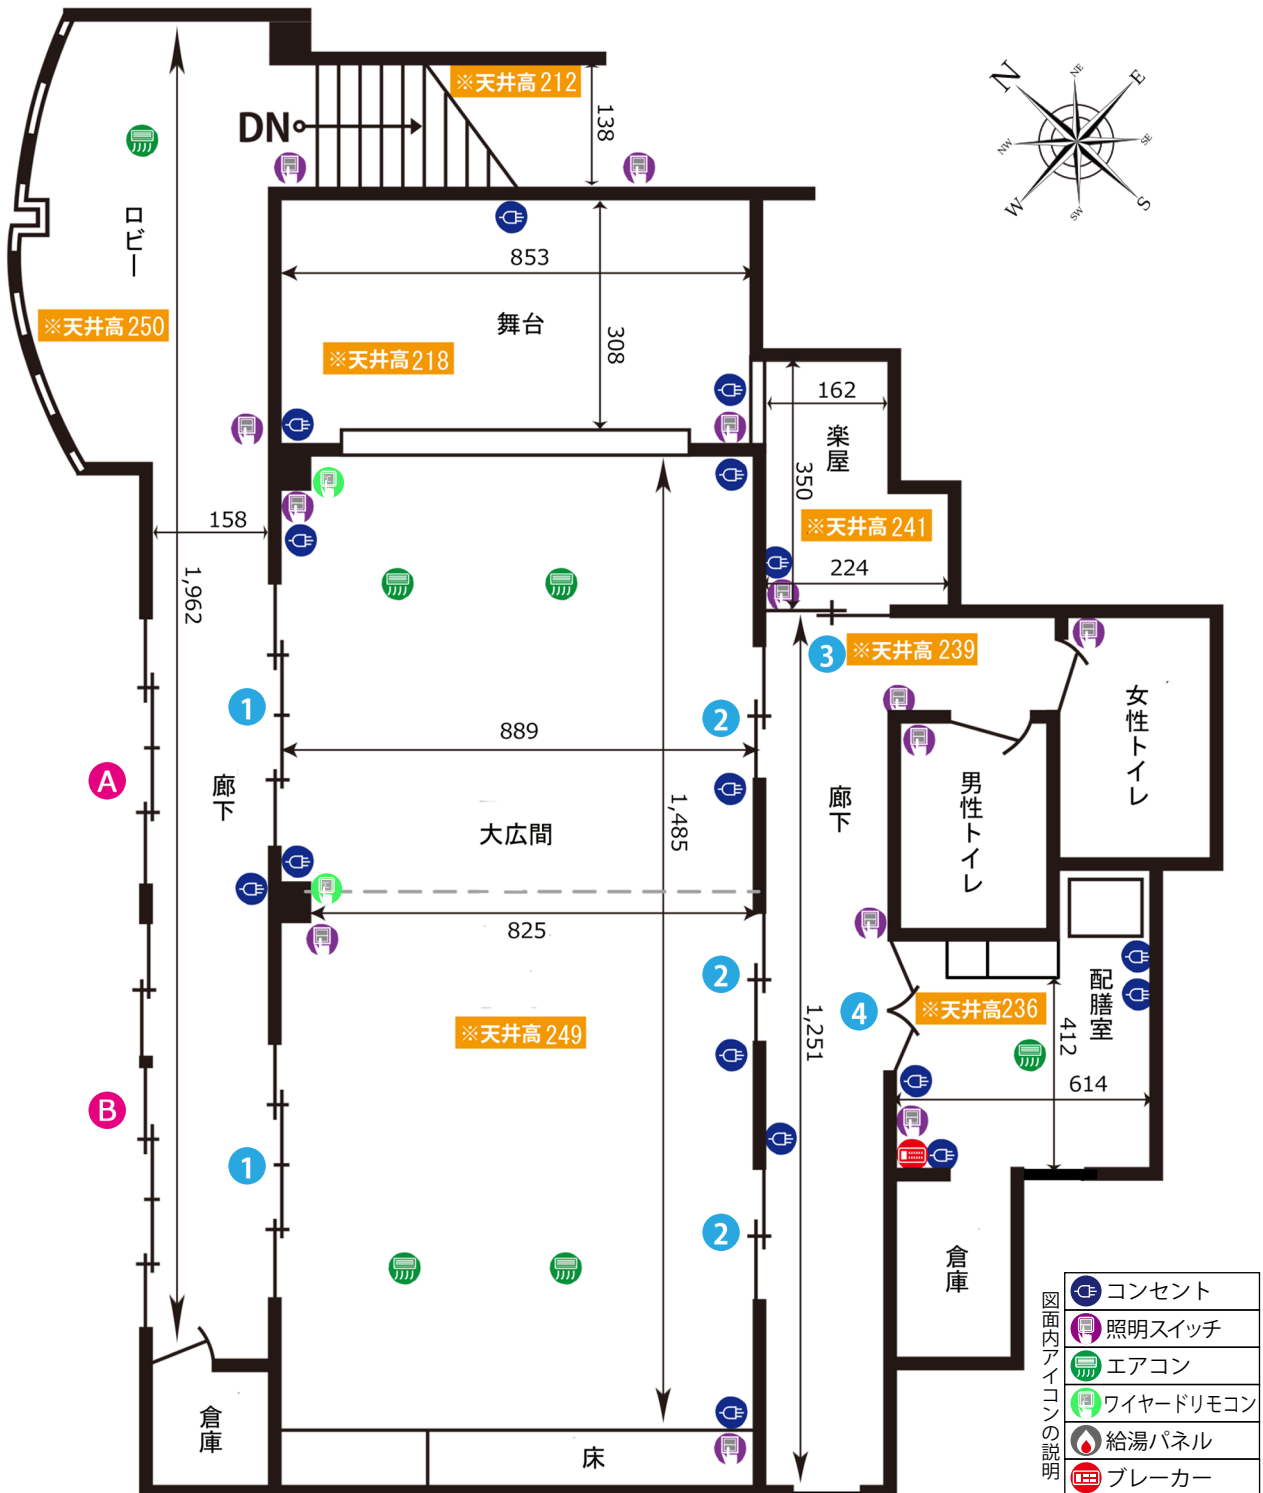 ※天井高212
138
DN
N
NE
E
SE
S
SW
W
NW
ロビー
※天井高250
853
舞台
308
※天井高218
162
楽屋
350
※天井高241
224
158
1,962
3
※天井高239
1
2
889
女性トイレ
A
廊下
1,485
大広間
廊下
男性トイレ
825
2
配膳室
4
※天井高236
※天井高249
1,251
412
614
B
1
2
倉庫
倉庫
床
図面内アイコンの説明
コンセント
照明スイッチ
エアコン
ワイヤードリモコン
給湯パネル
ブレーカー